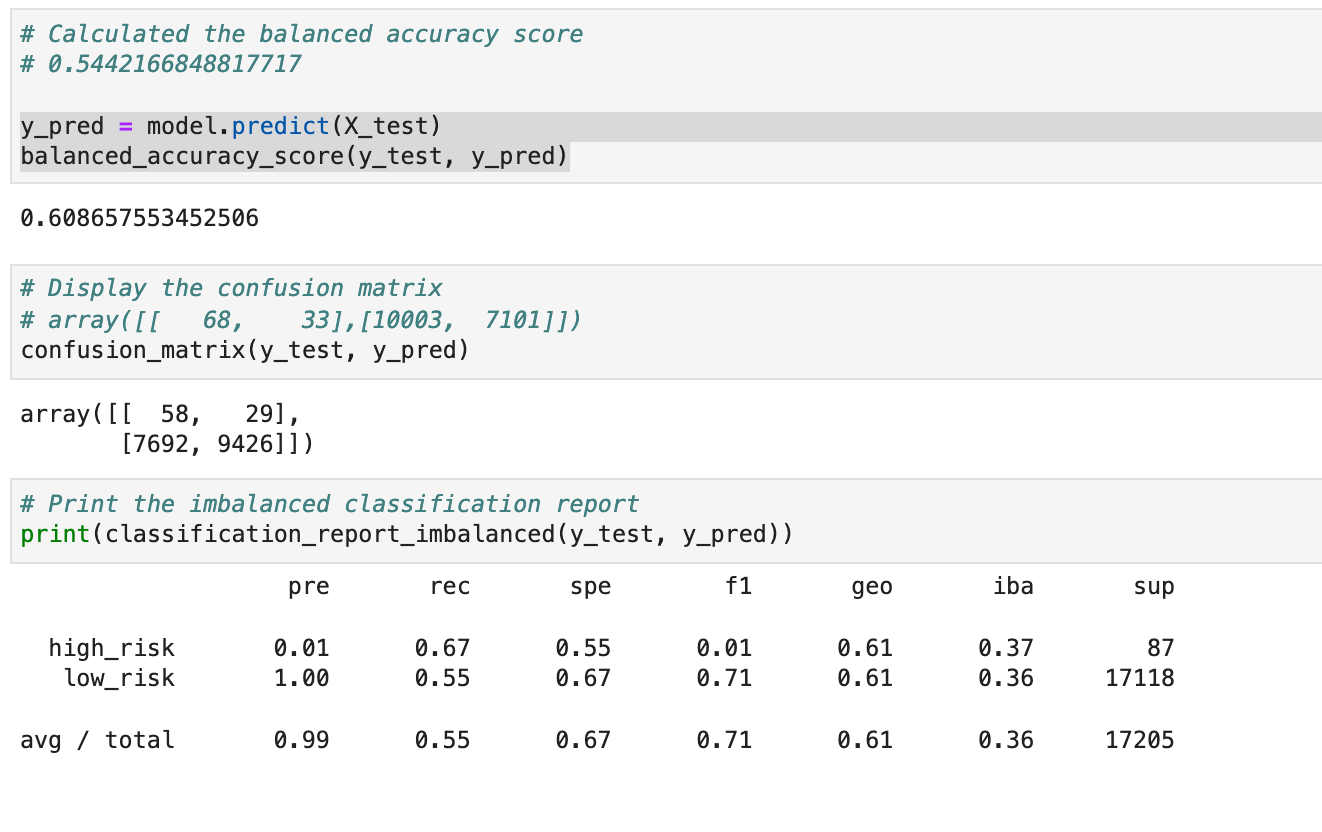 # Calculated the balanced accuracy score
# 0.5442166848817717
y_pred = model.predict(X_test)
balanced_accuracy_score(y_test, y_pred)
0.608657553452506
# Display the confusion matrix
# array([[   68,    33],[10003,  7101]])
confusion_matrix(y_test, y_pred)
array([[  58,   29],
       [7692, 9426]])
# Print the imbalanced classification report
print(classification_report_imbalanced(y_test, y_pred))
                   pre       rec       spe        f1       geo       iba       sup
  high_risk       0.01      0.67      0.55      0.01      0.61      0.37        87
   low_risk       1.00      0.55      0.67      0.71      0.61      0.36     17118
avg / total       0.99      0.55      0.67      0.71      0.61      0.36     17205